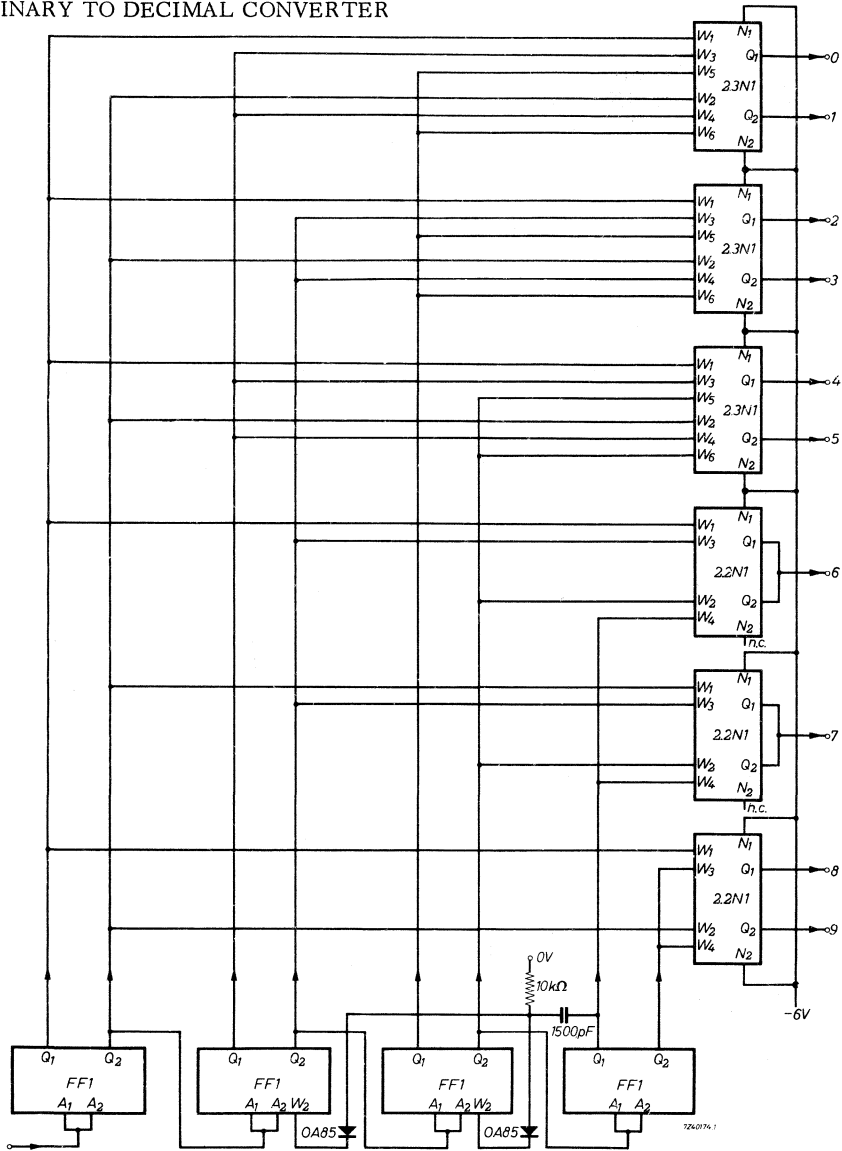 INARY TO DECIMAL CONVERTER
N1
W1
W3 Q1 0
W5
2.3N1
W2
W4 Q2 1
W6
N2
N1
W1
W3 Q1 2
W5
2.3N1
W2
W4 Q2 3
W6
N2
N1
W1
W3 Q1 4
W5
2.3N1
W2
W4 Q2 5
W6
N2
N1
W1
W3 Q1
2.2N1 6
W2 Q2
W4
N2
n.c.
N1
W1
W3 Q1
2.2N1 7
W2 Q2
W4
N2
n.c.
N1
W1
W3 Q1 8
2.2N1
W2 Q2 9
W4
N2
0V
10kΩ
1500pF
-6V
Q1 Q2 Q1 Q2 Q1 Q2 Q1 Q2
FF1 FF1 FF1 FF1
A1 A2 A1 A2 W2 A1 A2 W2 A1 A2
OA85 OA85
7Z40174.1